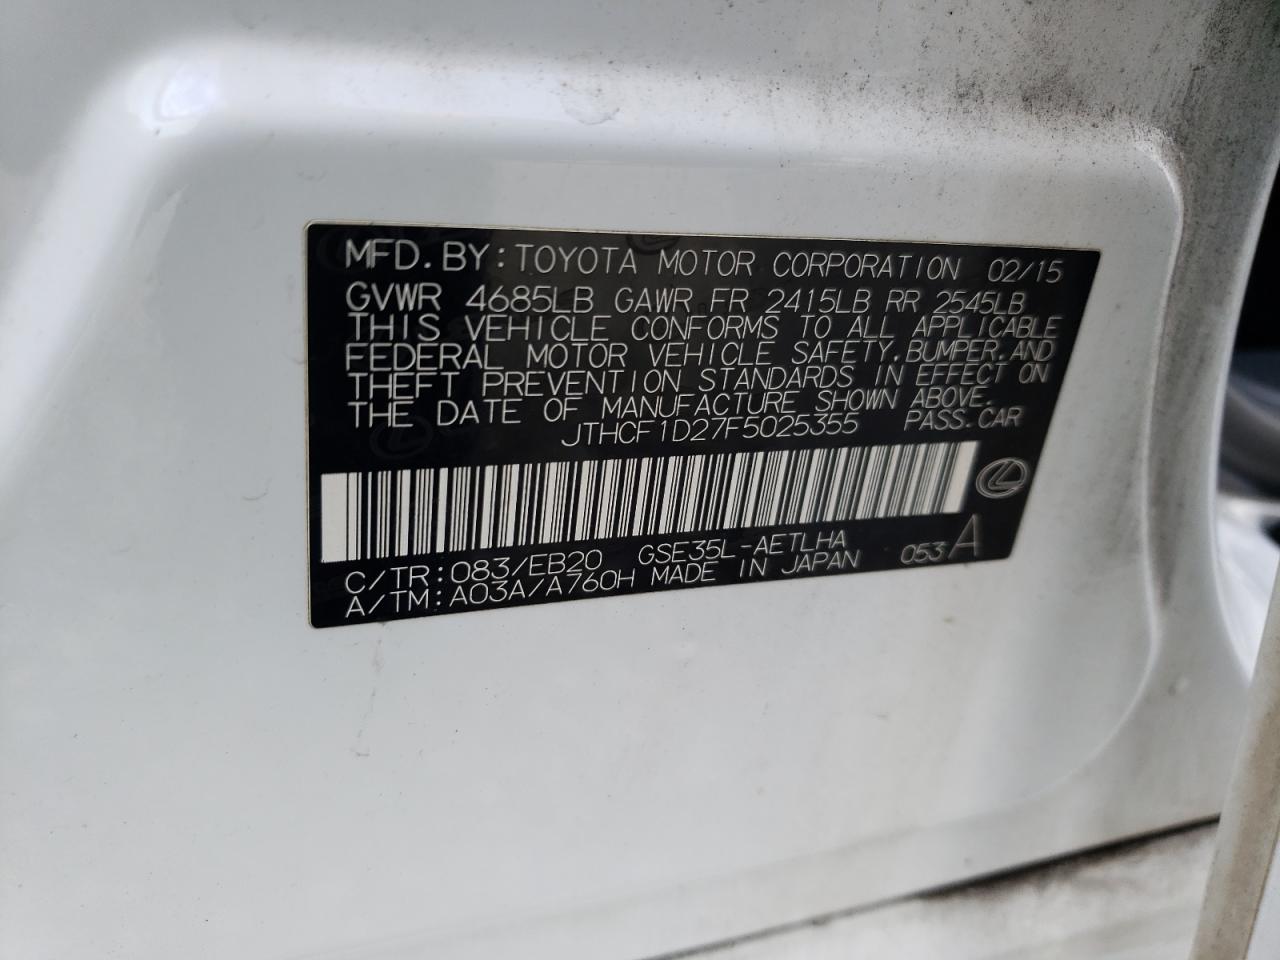 MFD. BY: TOYOTA MOTOR CORPORATION 02/15
GVWR 4685LB GAWR FR 2415LB RR 2545LB
THIS VEHICLE CONFORMS TO ALL APPLICABLE
FEDERAL MOTOR VEHICLE SAFETY, BUMPER, AND
THEFT PREVENTION STANDARDS IN EFFECT ON
THE DATE OF MANUFACTURE SHOWN ABOVE.
JTHCF1D27F5025355 PASS. CAR
C/TR: 083/EB20 GSE35L-AETLHA 053 A
A/TM: A03A/A760H MADE IN JAPAN